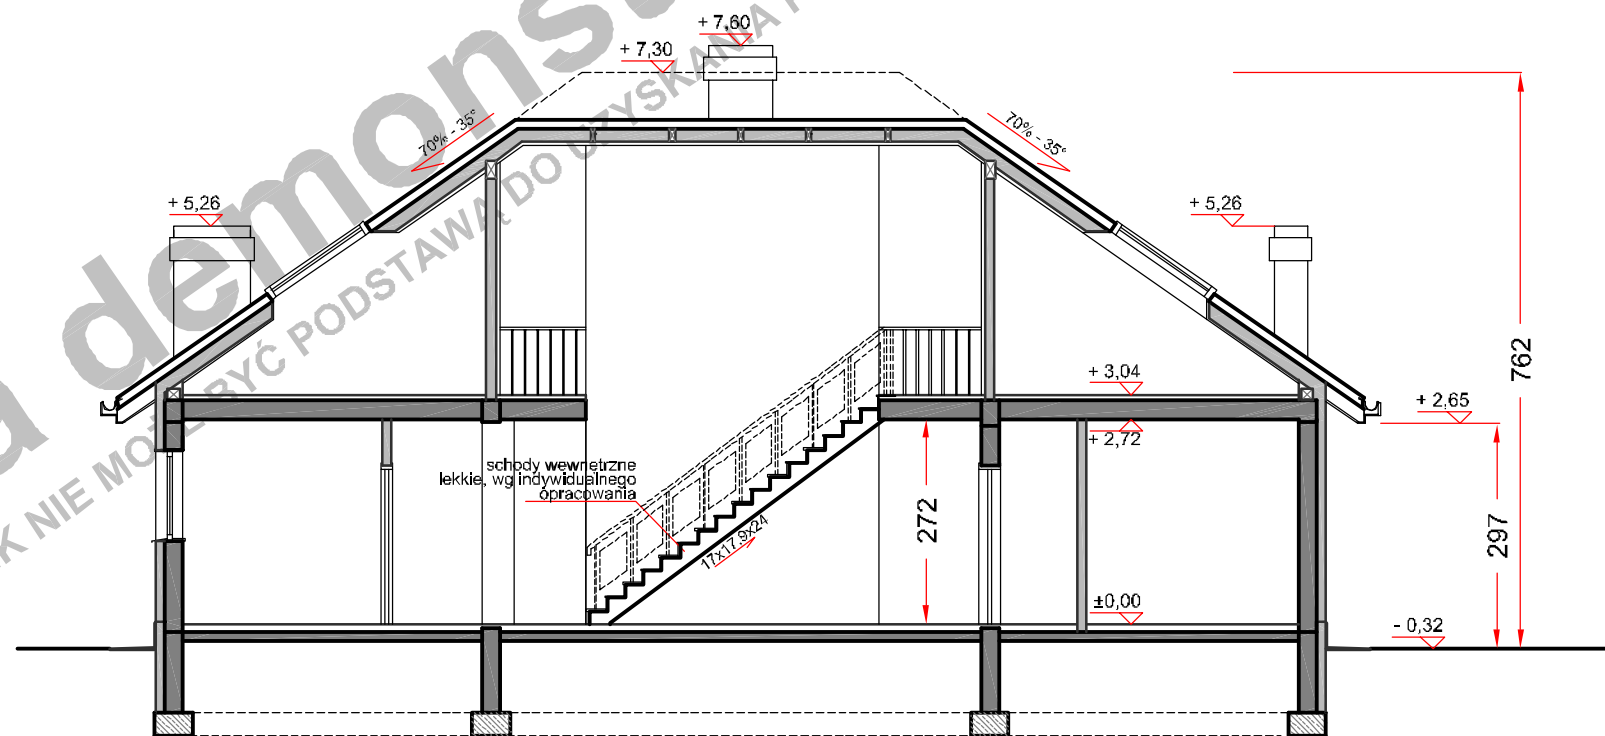 + 7,60
+ 7,30
70% - 35°
70% - 35°
+ 5,26
+ 5,26
+ 3,04
+ 2,72
+ 2,65
762
schody wewnetrzne
lekkie, wg indywidualnego
opracowania
17x17,9x24
272
297
±0,00
- 0,32
a demonst
K NIE MOŻE BYĆ PODSTAWĄ DO UZYSKANIA